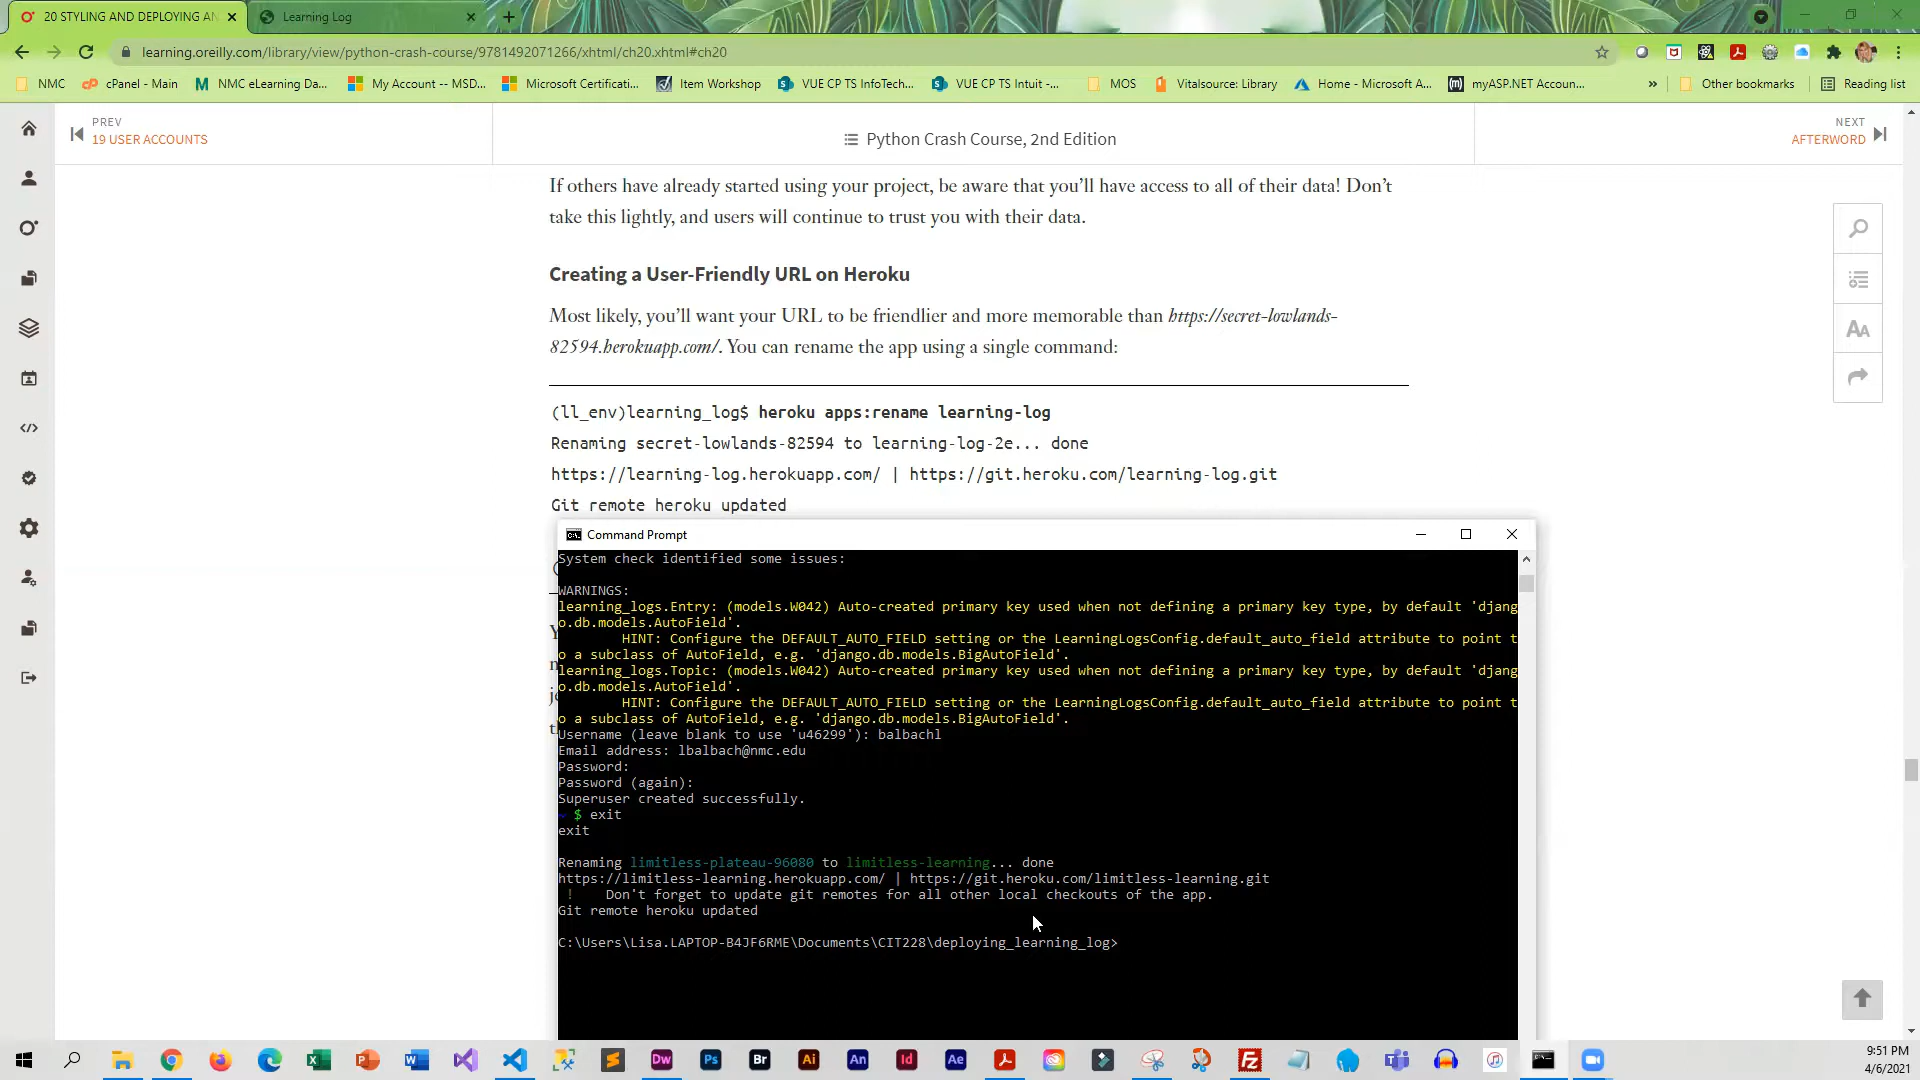 20 STYLING AND DEPLOYING AN
Learning Log
learning.oreilly.com/library/view/python-crash-course/9781492071266/xhtml/ch20.xhtml#ch20
NMC
cPanel - Main
NMC eLearning Da...
My Account -- MSD...
Microsoft Certificati...
Item Workshop
VUE CP TS InfoTech...
VUE CP TS Intuit -...
MOS
Vitalsource: Library
Home - Microsoft A...
myASP.NET Accoun...
»
Other bookmarks
Reading list
PREV
19 USER ACCOUNTS
Python Crash Course, 2nd Edition
NEXT
AFTERWORD
If others have already started using your project, be aware that you’ll have access to all of their data! Don’t
take this lightly, and users will continue to trust you with their data.
Creating a User-Friendly URL on Heroku
Most likely, you’ll want your URL to be friendlier and more memorable than https://secret-lowlands-
82594.herokuapp.com/. You can rename the app using a single command:
(ll_env)learning_log$ heroku apps:rename learning-log
Renaming secret-lowlands-82594 to learning-log-2e... done
https://learning-log.herokuapp.com/ | https://git.heroku.com/learning-log.git
Git remote heroku updated
Command Prompt
System check identified some issues:
WARNINGS:
learning_logs.Entry: (models.W042) Auto-created primary key used when not defining a primary key type, by default 'djang
o.db.models.AutoField'.
HINT: Configure the DEFAULT_AUTO_FIELD setting or the LearningLogsConfig.default_auto_field attribute to point t
o a subclass of AutoField, e.g. 'django.db.models.BigAutoField'.
learning_logs.Topic: (models.W042) Auto-created primary key used when not defining a primary key type, by default 'djang
o.db.models.AutoField'.
HINT: Configure the DEFAULT_AUTO_FIELD setting or the LearningLogsConfig.default_auto_field attribute to point t
o a subclass of AutoField, e.g. 'django.db.models.BigAutoField'.
Username (leave blank to use 'u46299'): balbachl
Email address: lbalbach@nmc.edu
Password:
Password (again):
Superuser created successfully.
~ $ exit
exit
Renaming limitless-plateau-96080 to limitless-learning... done
https://limitless-learning.herokuapp.com/ | https://git.heroku.com/limitless-learning.git
! Don't forget to update git remotes for all other local checkouts of the app.
Git remote heroku updated
C:\Users\Lisa.LAPTOP-B4JF6RME\Documents\CIT228\deploying_learning_log>
9:51 PM
4/6/2021